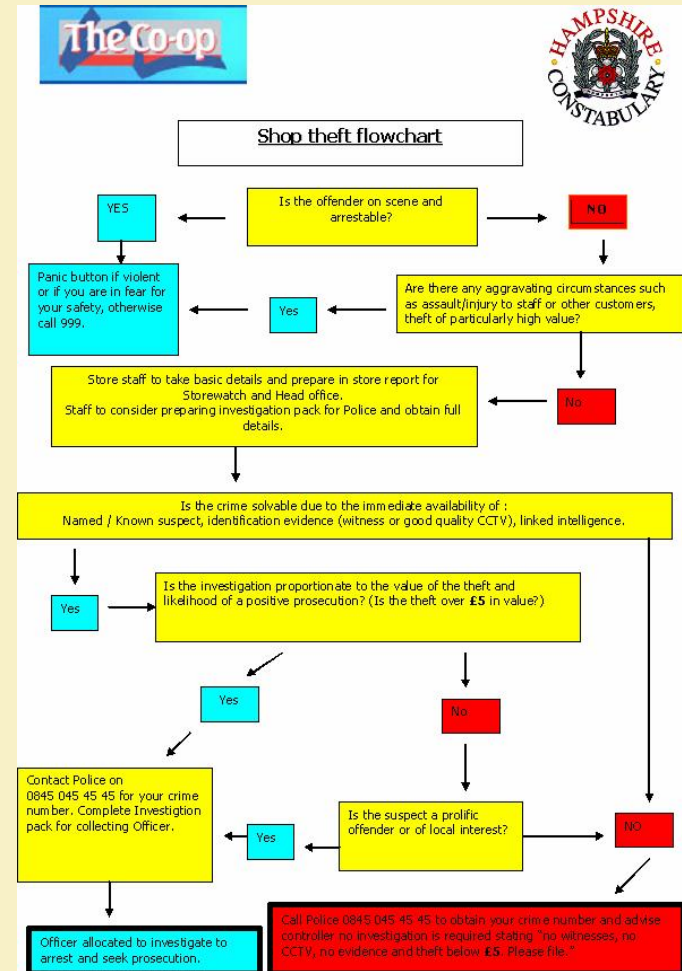 The Co-op
HAMPSHIRE
CONSTABULARY
Shop theft flowchart
YES
Is the offender on scene and
arrestable?
NO
Panic button if violent
or if you are in fear for
your safety, otherwise
call 999.
Yes
Are there any aggravating circumstances such
as assault/injury to staff or other customers,
theft of particularly high value?
Store staff to take basic details and prepare in store report for
Storewatch and Head office.
Staff to consider preparing investigation pack for Police and obtain full
details.
No
Is the crime solvable due to the immediate availability of :
Named / Known suspect, identification evidence (witness or good quality CCTV), linked intelligence.
Yes
Is the investigation proportionate to the value of the theft and
likelihood of a positive prosecution? (Is the theft over £5 in value?)
Yes
No
Contact Police on
0845 045 45 45 for your crime
number. Complete Investigtion
pack for collecting Officer.
Yes
Is the suspect a prolific
offender or of local interest?
NO
Officer allocated to investigate to
arrest and seek prosecution.
Call Police 0845 045 45 45 to obtain your crime number and advise
controller no investigation is required stating "no witnesses, no
CCTV, no evidence and theft below £5. Please file."